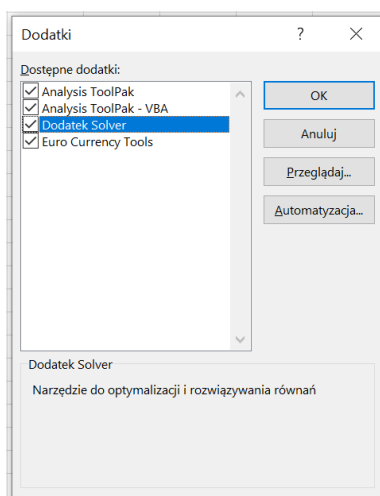 Dodatki
?
Dostępne dodatki:
Analysis ToolPak
Analysis ToolPak - VBA
Dodatek Solver
Euro Currency Tools
OK
Anuluj
Przeglądaj...
Automatyzacja...
Dodatek Solver
Narzędzie do optymalizacji i rozwiązywania równań